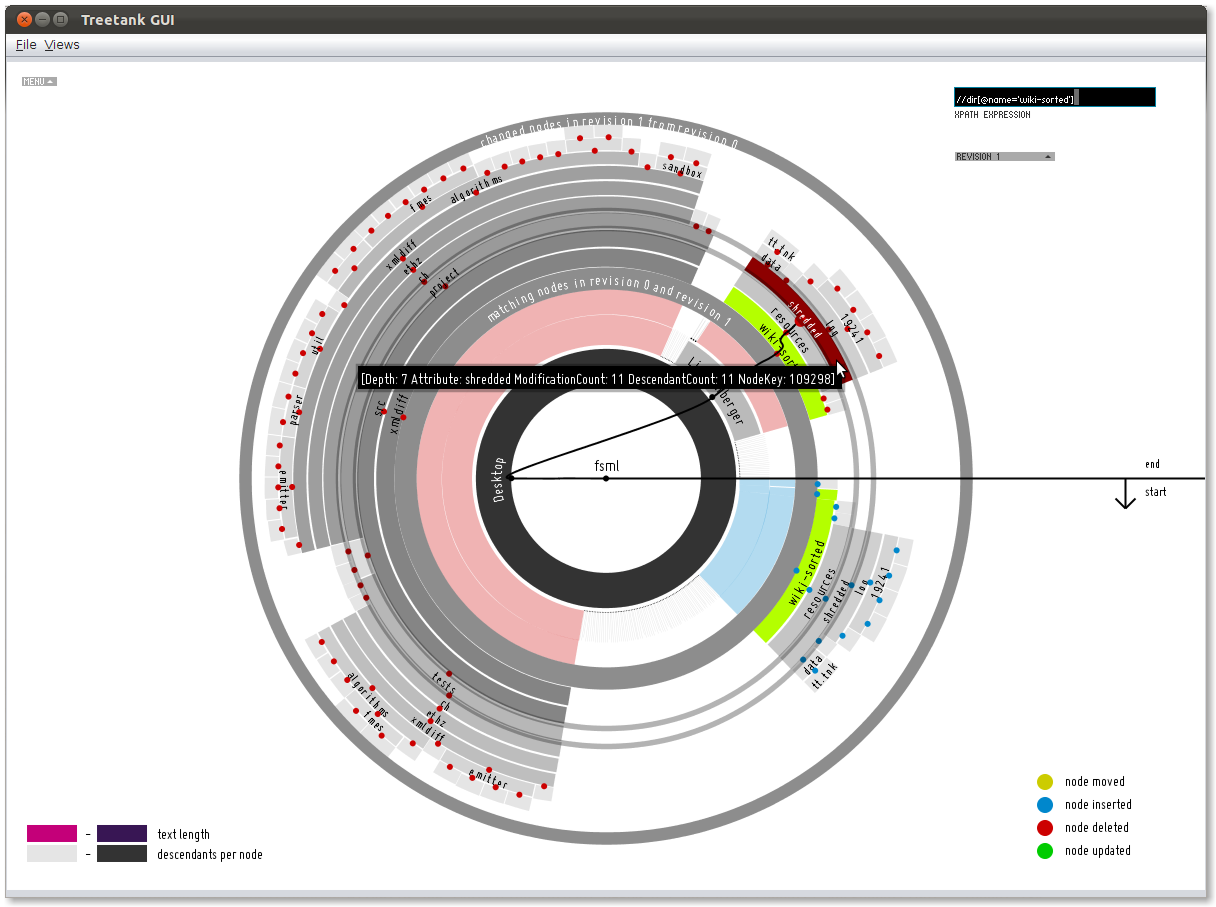 Treetank GUI
File Views
MENU
//dir[@name='wiki-sorted']
XPATH EXPRESSION
REVISION 1
changed nodes in revision 1 from revision 0
sandbox
algorithms
fmes
xmldiff
ethz
ch
project
tt.tnk
data
matching nodes in revision 0 and revision 1
shredded
resources
log
19241
wiki-sorted
util
[Depth: 7 Attribute: shredded ModificationCount: 11 DescendantCount: 11 NodeKey: 109298]
parser
src
xmldiff
berger
fsml
Desktop
end
start
emitter
wiki-sorted
resources
shredded
log
19241
data
tt.tnk
tests
ch
ethz
xmldiff
algorithms
fmes
emitter
node moved
node inserted
node deleted
node updated
– text length
– descendants per node